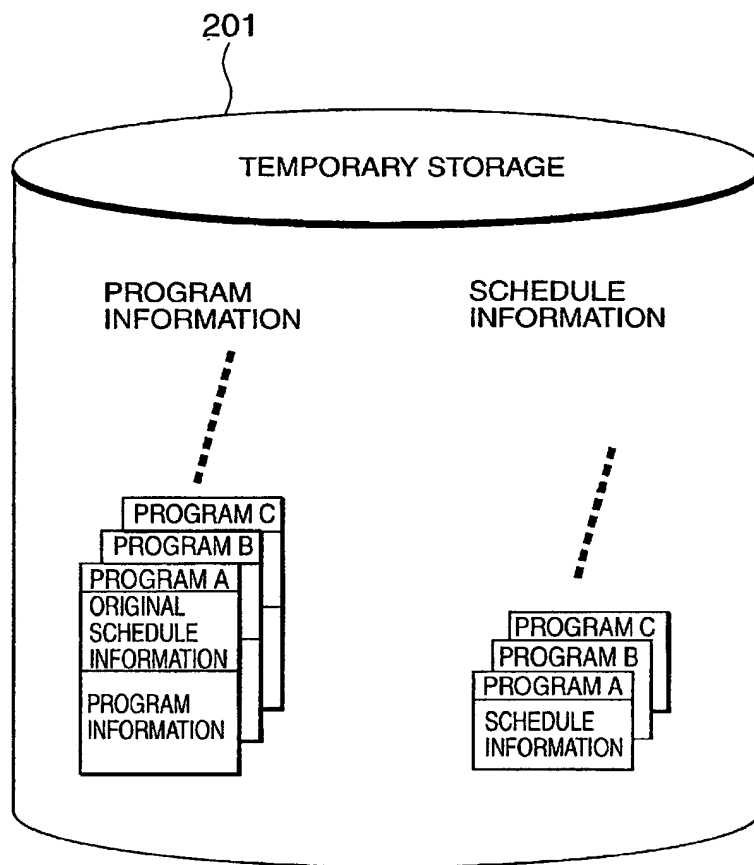 201
TEMPORARY STORAGE
PROGRAM
INFORMATION
SCHEDULE
INFORMATION
PROGRAM C
PROGRAM B
PROGRAM A
ORIGINAL
SCHEDULE
INFORMATION
PROGRAM
INFORMATION
PROGRAM C
PROGRAM B
PROGRAM A
SCHEDULE
INFORMATION